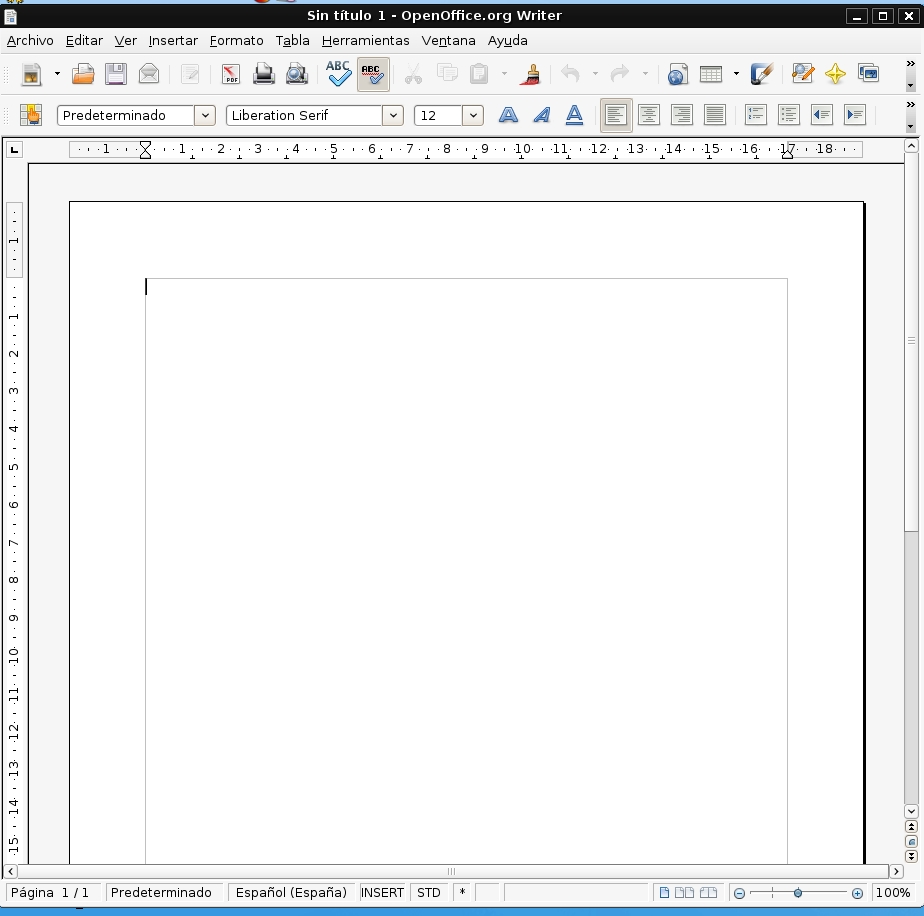 Sin título 1 - OpenOffice.org Writer
Archivo Editar Ver Insertar Formato Tabla Herramientas Ventana Ayuda
PDF ABC ABC
Predeterminado Liberation Serif 12 A A A
1 1 2 3 4 5 6 7 8 9 10 11 12 13 14 15 16 17 18
1
1
2
3
4
5
6
7
8
9
10
11
12
13
14
15
Página 1 / 1 Predeterminado Español (España) INSERT STD * 100%